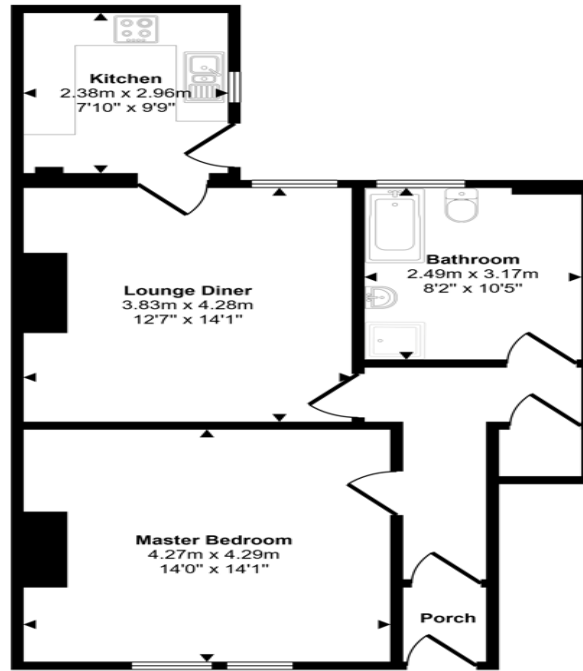 Kitchen
2.38m x 2.96m
7'10" x 9'9"
Lounge Diner
3.83m x 4.28m
12'7" x 14'1"
Bathroom
2.49m x 3.17m
8'2" x 10'5"
Master Bedroom
4.27m x 4.29m
14'0" x 14'1"
Porch